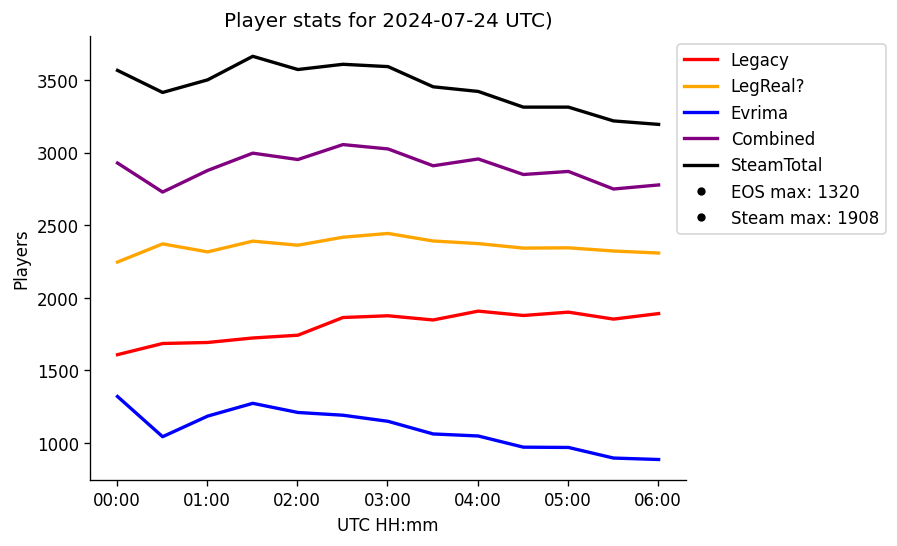 Player stats for 2024-07-24 UTC)
Legacy
LegReal?
Evrima
Combined
SteamTotal
EOS max: 1320
Steam max: 1908
Players
3500
3000
2500
2000
1500
1000
00:00 01:00 02:00 03:00 04:00 05:00 06:00
UTC HH:mm